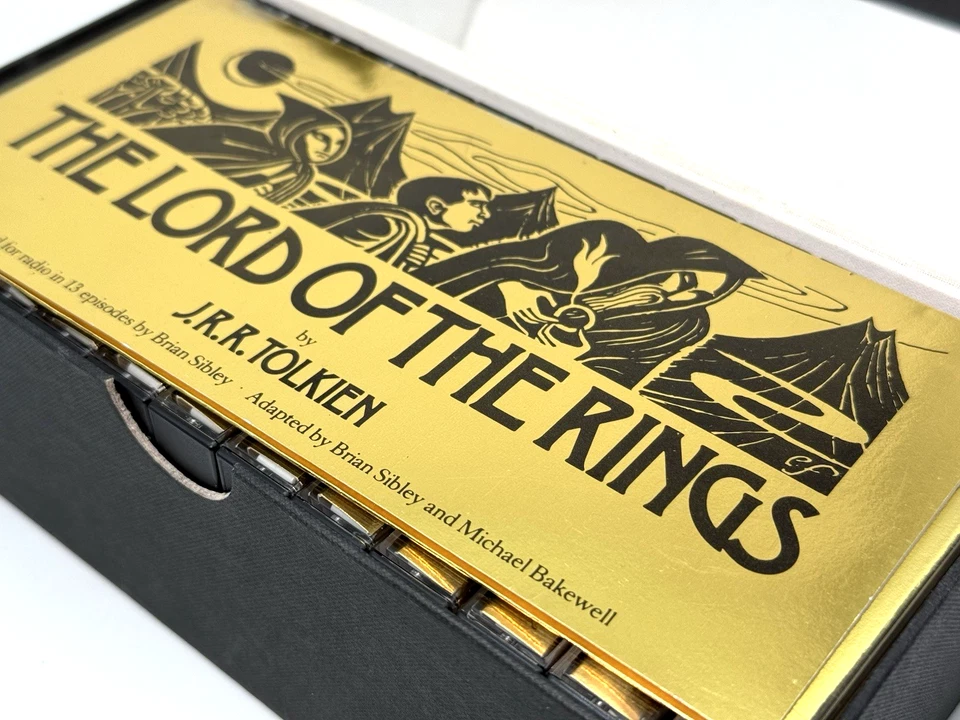 THE LORD OF THE RINGS
by
J.R.R. TOLKIEN
for radio in 13 episodes by Brian Sibley · Adapted by Brian Sibley and Michael Bakewell
ef